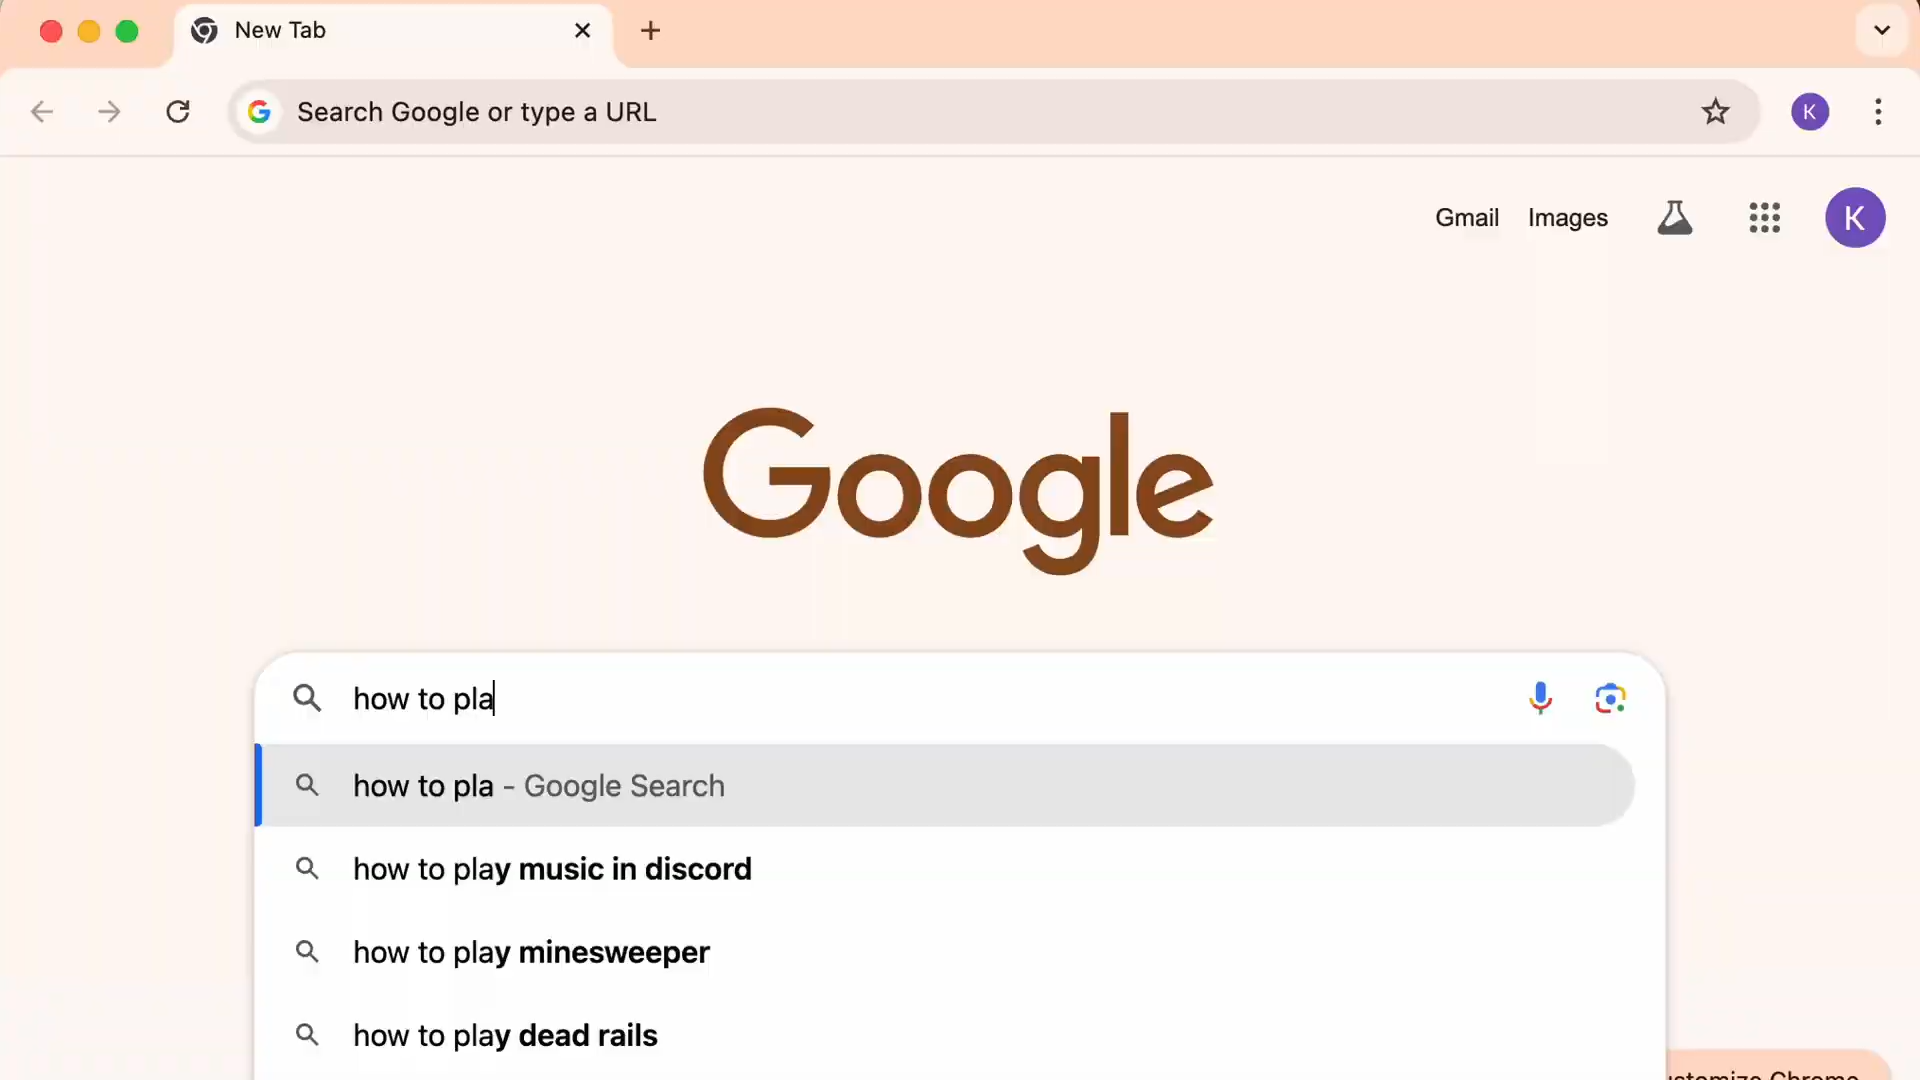 New Tab
Search Google or type a URL
K
Gmail Images
K
Google
how to pla
how to pla - Google Search
how to play music in discord
how to play minesweeper
how to play dead rails
Chrome